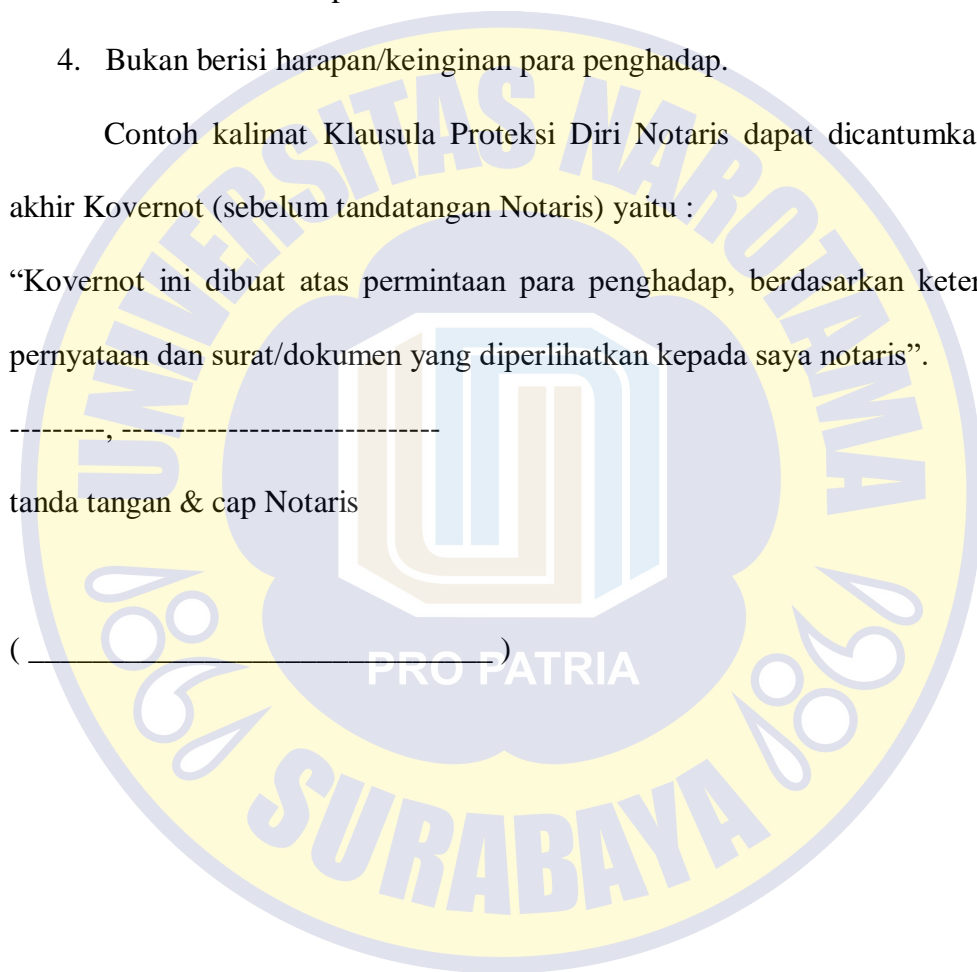 4. Bukan berisi harapan/keinginan para penghadap.
Contoh kalimat Klausula Proteksi Diri Notaris dapat dicantumka
akhir Kovernot (sebelum tandatangan Notaris) yaitu :
“Kovernot ini dibuat atas permintaan para penghadap, berdasarkan keter
pernyataan dan surat/dokumen yang diperlihatkan kepada saya notaris”.
---------, ------------------------------
tanda tangan & cap Notaris
( _____________________________ )
UNIVERSITAS NAROTAMA
PRO PATRIA
SURABAYA